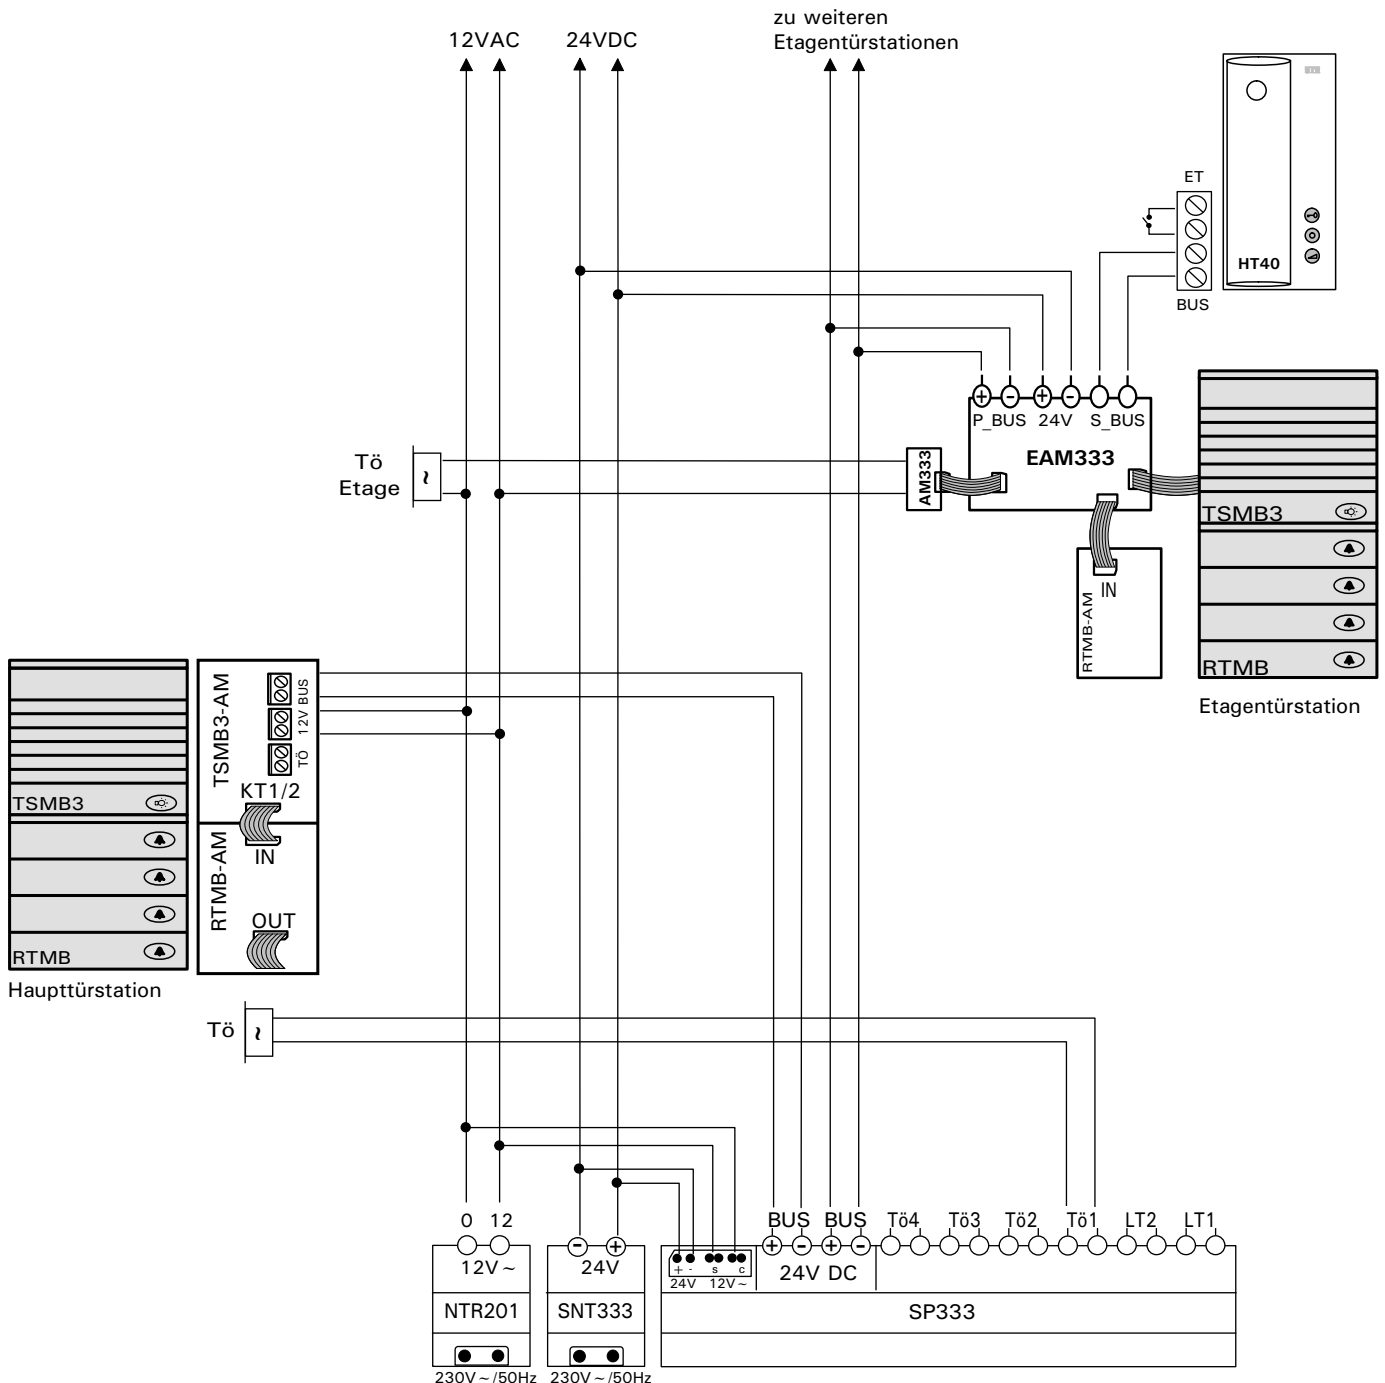 zu weiteren
Etagentürstationen
12VAC
24VDC
ET
HT40
BUS
P_BUS 24V S_BUS
EAM333
AM333
Tö
Etage
TSMB3
IN
RTMB-AM
RTMB
Etagentürstation
TSMB3-AM
BUS
12V
TÖ
KT1/2
TSMB3
RTMB-AM
IN
OUT
RTMB
Haupttürstation
Tö
~
0 12
BUS BUS Tö4 Tö3 Tö2 Tö1 LT2 LT1
12V~
24V
+ - s c
24V 12V~
24V DC
NTR201
SNT333
SP333
230V~/50Hz
230V~/50Hz